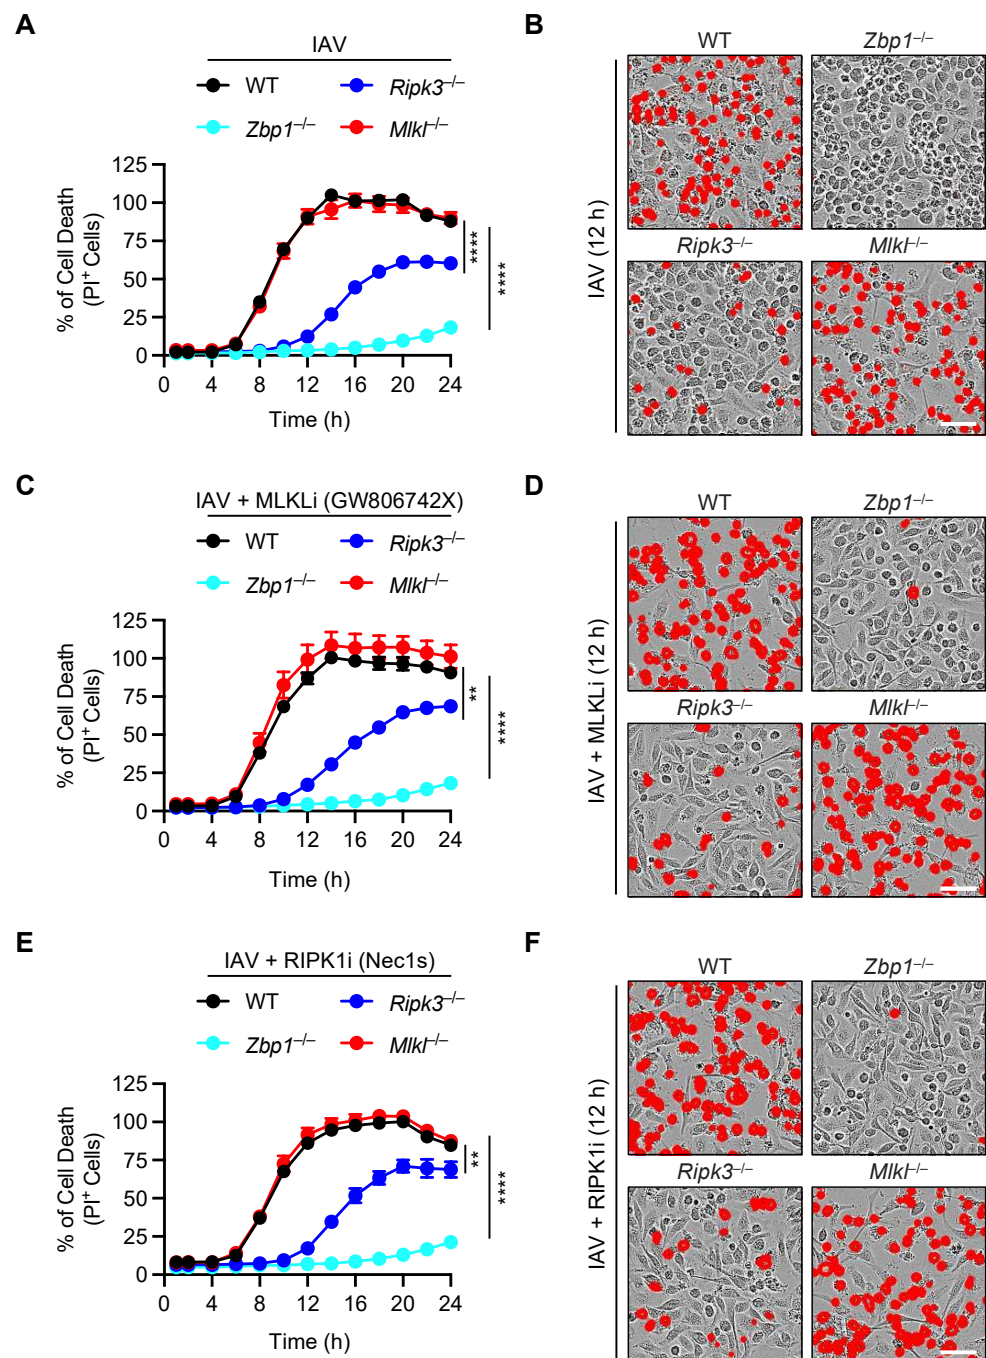 A
IAV
WT
Ripk3–/–
Zbp1–/–
Mlkl–/–
% of Cell Death
(PI+ Cells)
125
100
75
50
25
0
0 4 8 12 16 20 24
Time (h)
****
****
B
WT
Zbp1–/–
IAV (12 h)
Ripk3–/–
Mlkl–/–
C
IAV + MLKLi (GW806742X)
WT
Ripk3–/–
Zbp1–/–
Mlkl–/–
% of Cell Death
(PI+ Cells)
125
100
75
50
25
0
0 4 8 12 16 20 24
Time (h)
**
****
D
WT
Zbp1–/–
IAV + MLKLi (12 h)
Ripk3–/–
Mlkl–/–
E
IAV + RIPK1i (Nec1s)
WT
Ripk3–/–
Zbp1–/–
Mlkl–/–
% of Cell Death
(PI+ Cells)
125
100
75
50
25
0
0 4 8 12 16 20 24
Time (h)
**
****
F
WT
Zbp1–/–
IAV + RIPK1i (12 h)
Ripk3–/–
Mlkl–/–